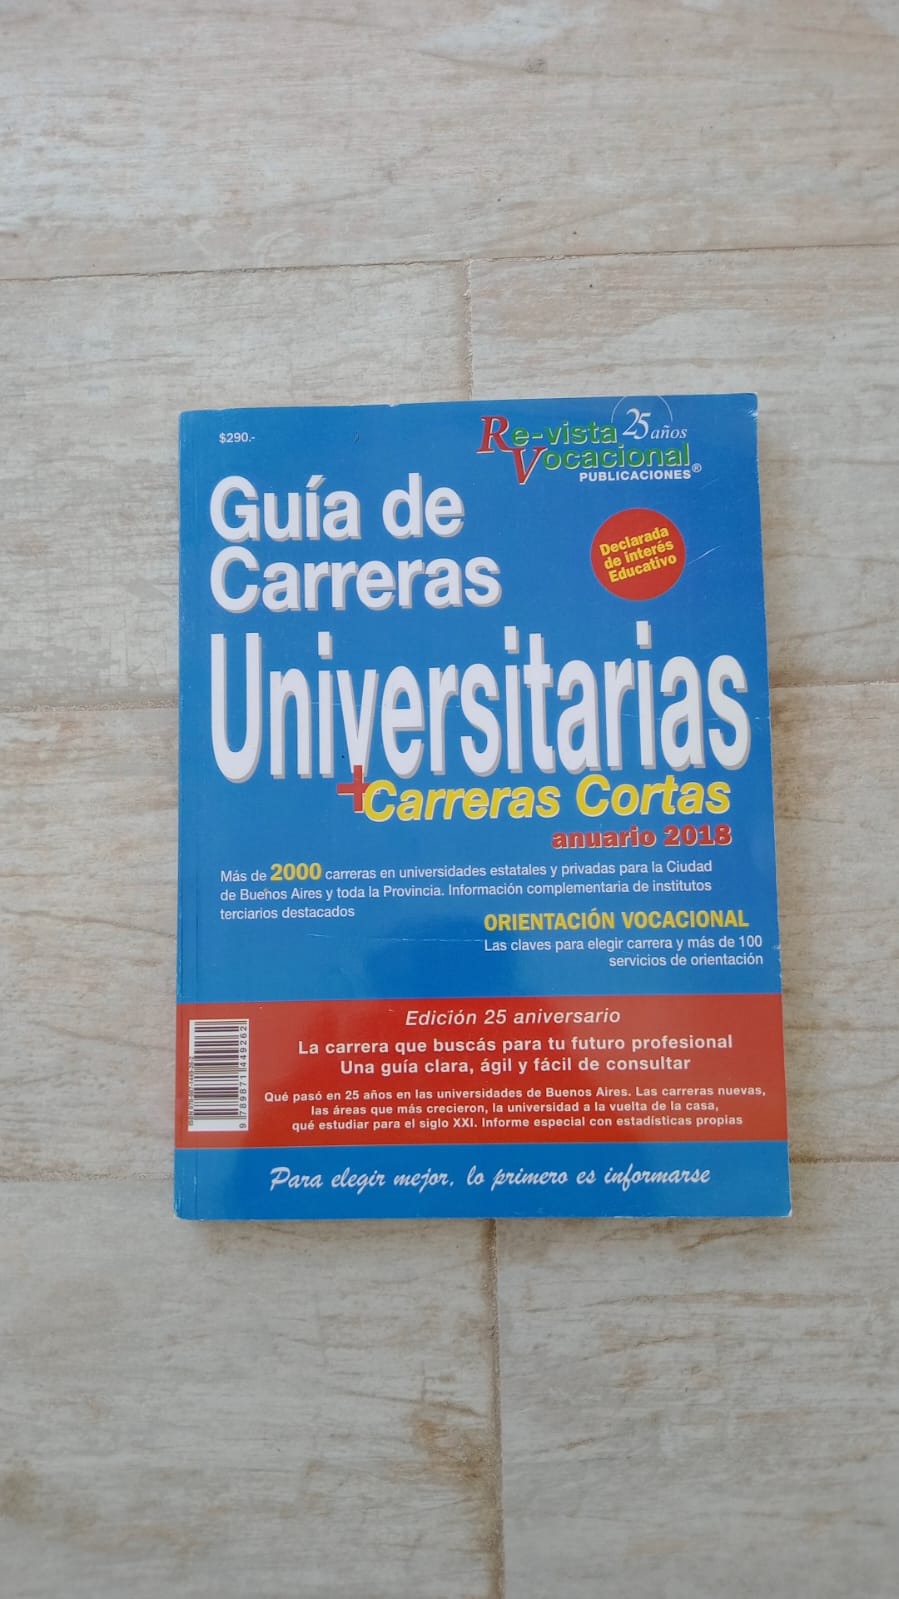 $290.-
Re-vista 25 años
Vocacional
PUBLICACIONES®
Guía de
Carreras
Declarada
de interés
Educativo
Universitarias
+Carreras Cortas
anuario 2018
Más de 2000 carreras en universidades estatales y privadas para la Ciudad
de Buenos Aires y toda la Provincia. Información complementaria de institutos
terciarios destacados
ORIENTACIÓN VOCACIONAL
Las claves para elegir carrera y más de 100
servicios de orientación
Edición 25 aniversario
La carrera que buscás para tu futuro profesional
Una guía clara, ágil y fácil de consultar
Qué pasó en 25 años en las universidades de Buenos Aires. Las carreras nuevas,
las áreas que más crecieron, la universidad a la vuelta de la casa,
qué estudiar para el siglo XXI. Informe especial con estadísticas propias
9 789871 449262
Para elegir mejor, lo primero es informarse